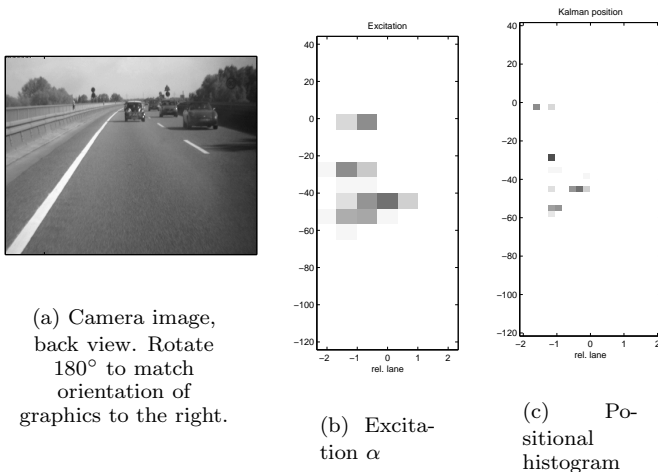 Excitation
40
20
0
−20
−40
−60
−80
−100
−120
−2 −1 0 1 2
rel. lane
Kalman position
40
20
0
−20
−40
−60
−80
−100
−120
−2 −1 0 1 2
rel. lane
(a) Camera image,
back view. Rotate
180° to match
orientation of
graphics to the right.
(b) Excita-
tion α
(c) Po-
sitional
histogram